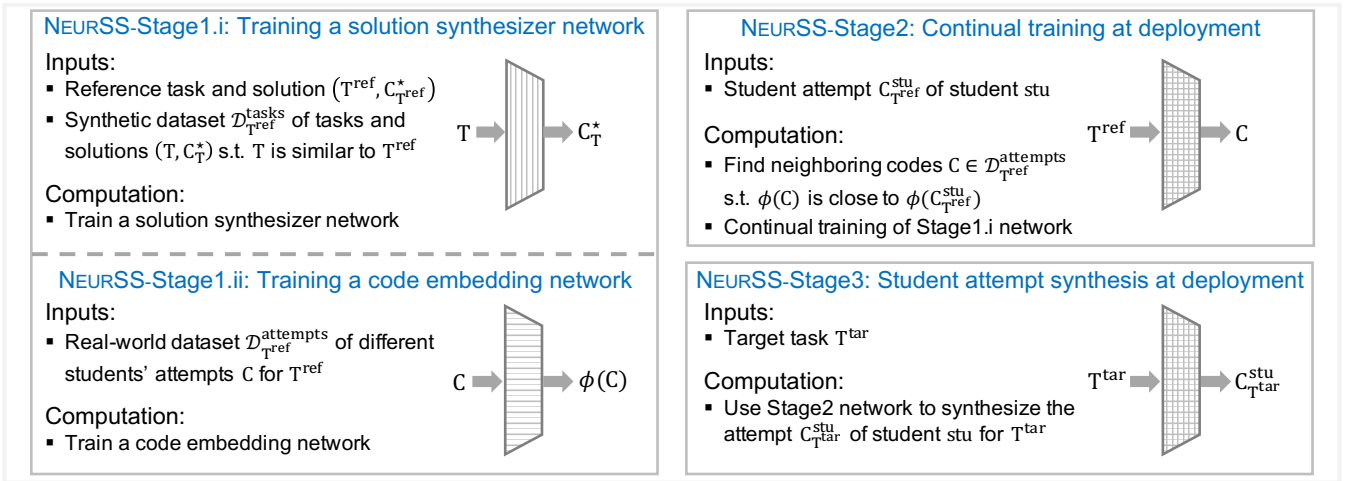 NEURSS-Stage1.i: Training a solution synthesizer network
Inputs:
▪ Reference task and solution (T^ref, C^⋆_T^ref)
▪ Synthetic dataset 𝒟^tasks_T^ref of tasks and
solutions (T, C^⋆_T) s.t. T is similar to T^ref
Computation:
▪ Train a solution synthesizer network
T
C^⋆_T
NEURSS-Stage1.ii: Training a code embedding network
Inputs:
▪ Real-world dataset 𝒟^attempts_T^ref of different
students' attempts C for T^ref
Computation:
▪ Train a code embedding network
C
ϕ(C)
NEURSS-Stage2: Continual training at deployment
Inputs:
▪ Student attempt C^stu_T^ref of student stu
Computation:
▪ Find neighboring codes C ∈ 𝒟^attempts_T^ref
s.t. ϕ(C) is close to ϕ(C^stu_T^ref)
▪ Continual training of Stage1.i network
T^ref
C
NEURSS-Stage3: Student attempt synthesis at deployment
Inputs:
▪ Target task T^tar
Computation:
▪ Use Stage2 network to synthesize the
attempt C^stu_T^tar of student stu for T^tar
T^tar
C^stu_T^tar